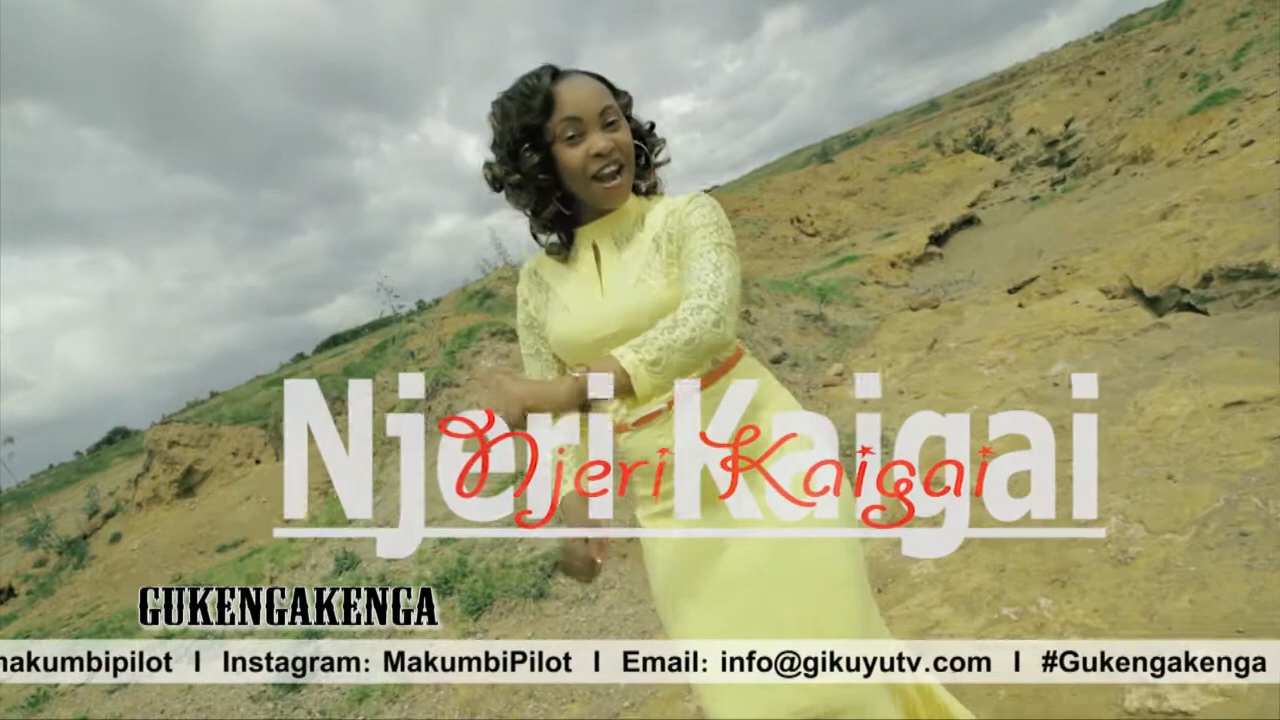 Njeri Kaigai
Njeri Kaigai
GUKENGAKENGA
makumbipilot I Instagram: MakumbiPilot I Email: info@gikuyutv.com I #Gukengakenga